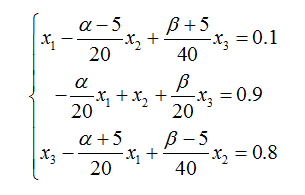 x₁ − (α−5)/20 x₂ + (β+5)/40 x₃ = 0.1
−α/20 x₁ + x₂ + β/20 x₃ = 0.9
x₃ − (α+5)/20 x₁ + (β−5)/40 x₂ = 0.8